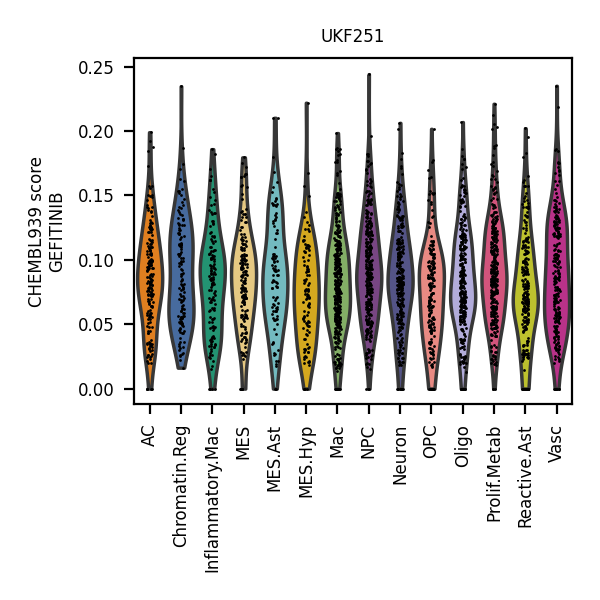 UKF251
CHEMBL939 score
GEFITINIB
0.25
0.20
0.15
0.10
0.05
0.00
AC
Chromatin.Reg
Inflammatory.Mac
MES
MES.Ast
MES.Hyp
Mac
NPC
Neuron
OPC
Oligo
Prolif.Metab
Reactive.Ast
Vasc